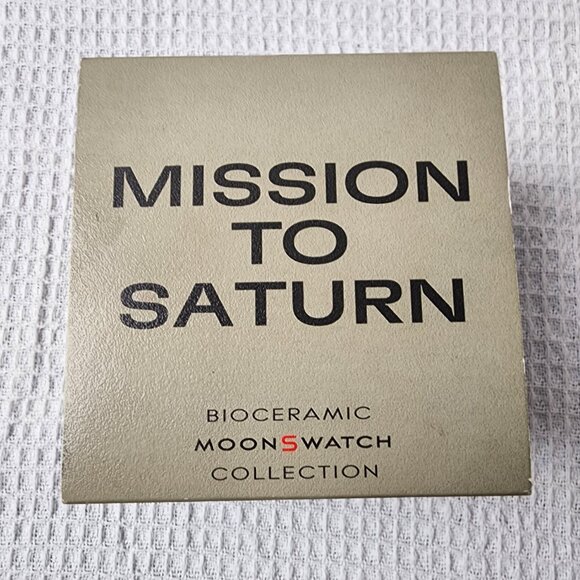 MISSION
TO
SATURN
BIOCERAMIC
MOONSWATCH
COLLECTION